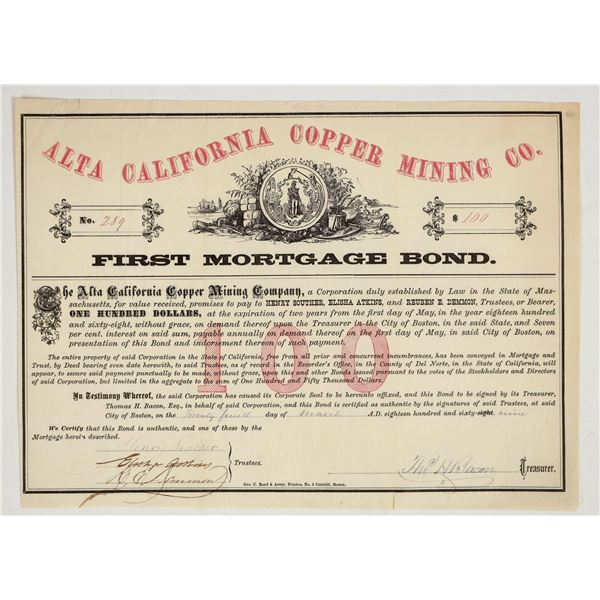 ALTA CALIFORNIA COPPER MINING CO.
No. 289
$ 100
FIRST MORTGAGE BOND.
100
The Alta California Copper Mining Company, a Corporation duly established by Law in the State of Mas-
sachusetts, for value received, promises to pay to HENRY SOUTHER, ELISHA ATKINS, and REUBEN E. DEMMON, Trustees, or Bearer,
ONE HUNDRED DOLLARS, at the expiration of two years from the first day of May, in the year eighteen hundred
and sixty-eight, without grace, on demand thereof upon the Treasurer in the City of Boston, in the said State, and Seven
per cent. interest on said sum, payable annually on demand thereof on the first day of May, in said City of Boston, on
presentation of this Bond and indorsment thereon of such payment.
The entire property of said Corporation in the State of California, free from all prior and concurrent incumbrances, has been conveyed in Mortgage and
Trust, by Deed bearing even date herewith, to said Trustees, as of record in the Recorder's Office, in the County of Del Norte, in the State of California, to
secure to said payment punctually to be made, without grace, upon this and other Bonds issued pursuant to the votes of the Stockholders and Directors
of said Corporation, but limited in the aggregate to the sum of One Hundred and Fifty Thousand Dollars.
In Testimony Whereof, the said Corporation has caused its Corporate Seal to be hereunto affixed, and this Bond to be signed by its Treasurer,
Thomas H. Bacon, Esq., in behalf of said Corporation, and this Bond is certified as authentic by the signatures of said Trustees, at said
City of Boston, on the Twenty fourth day of March A.D. eighteen hundred and sixty-eight nine
We Certify that this Bond is authentic, and one of those by the
Mortgage herein described.
Henry Souther
Elisha Atkins
R. E. Demmon
Trustees.
Thos. H. Bacon
Treasurer.
Geo. C. Rand & Avery, Printers, No. 3 Cornhill, Boston.